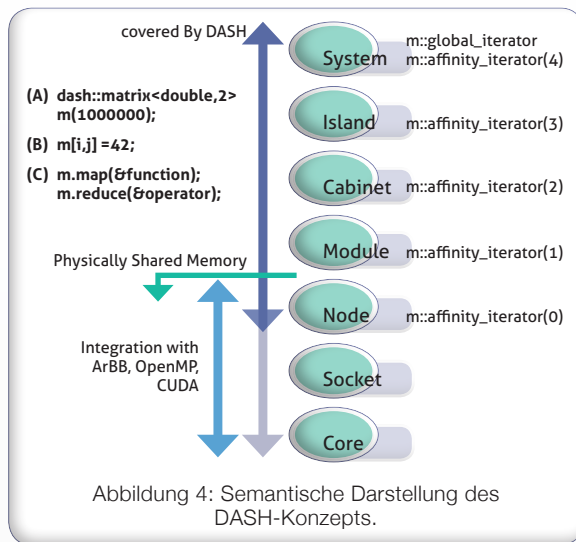 covered By DASH
System
m::global_iterator
m::affinity_iterator(4)
(A) dash::matrix<double,2>
m(1000000);
Island
m::affinity_iterator(3)
(B) m[i,j] =42;
(C) m.map(&function);
m.reduce(&operator);
Cabinet
m::affinity_iterator(2)
Module
m::affinity_iterator(1)
Physically Shared Memory
Node
m::affinity_iterator(0)
Integration with
ArBB, OpenMP,
CUDA
Socket
Core
Abbildung 4: Semantische Darstellung des
DASH-Konzepts.